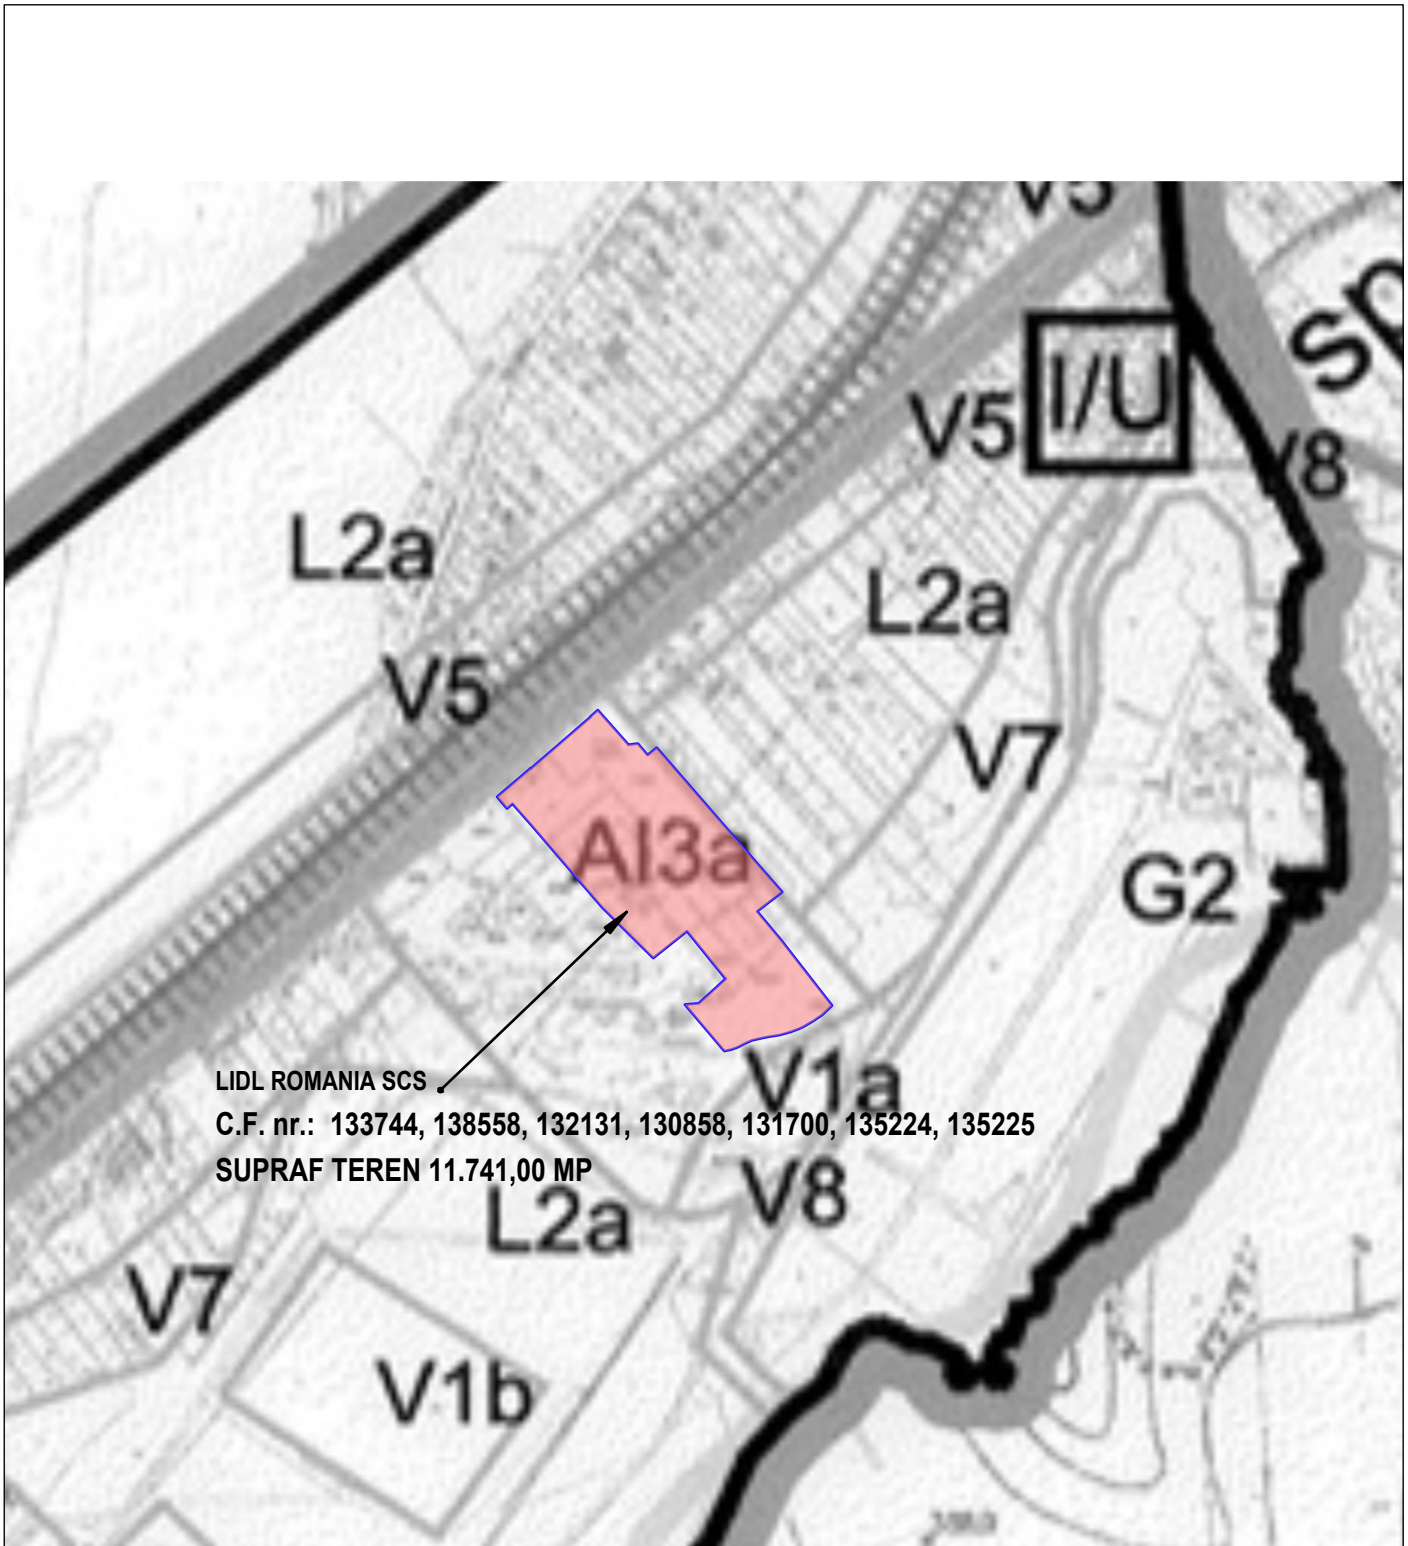 V5
sp
I/U
V5
V8
L2a
L2a
V5
V7
AI3a
G2
V1a
LIDL ROMANIA SCS
C.F. nr.: 133744, 138558, 132131, 130858, 131700, 135224, 135225
SUPRAF TEREN 11.741,00 MP
V8
L2a
V7
V1b